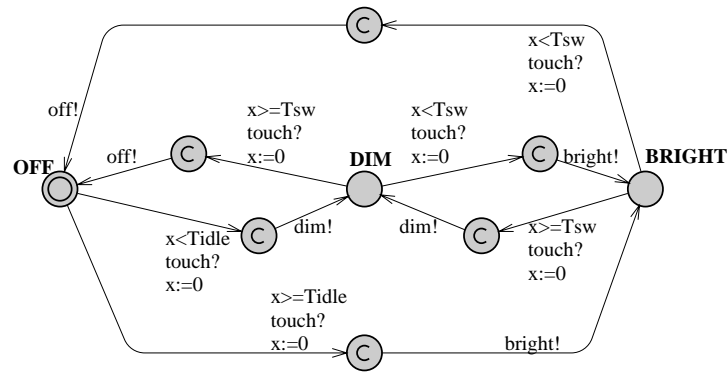 C
x<Tsw
touch?
x:=0
off!
x>=Tsw
touch?
x:=0
x<Tsw
touch?
x:=0
OFF
off!
C
DIM
C
bright!
BRIGHT
x<Tidle
touch?
x:=0
C
dim!
dim!
C
x>=Tsw
touch?
x:=0
x>=Tidle
touch?
x:=0
C
bright!